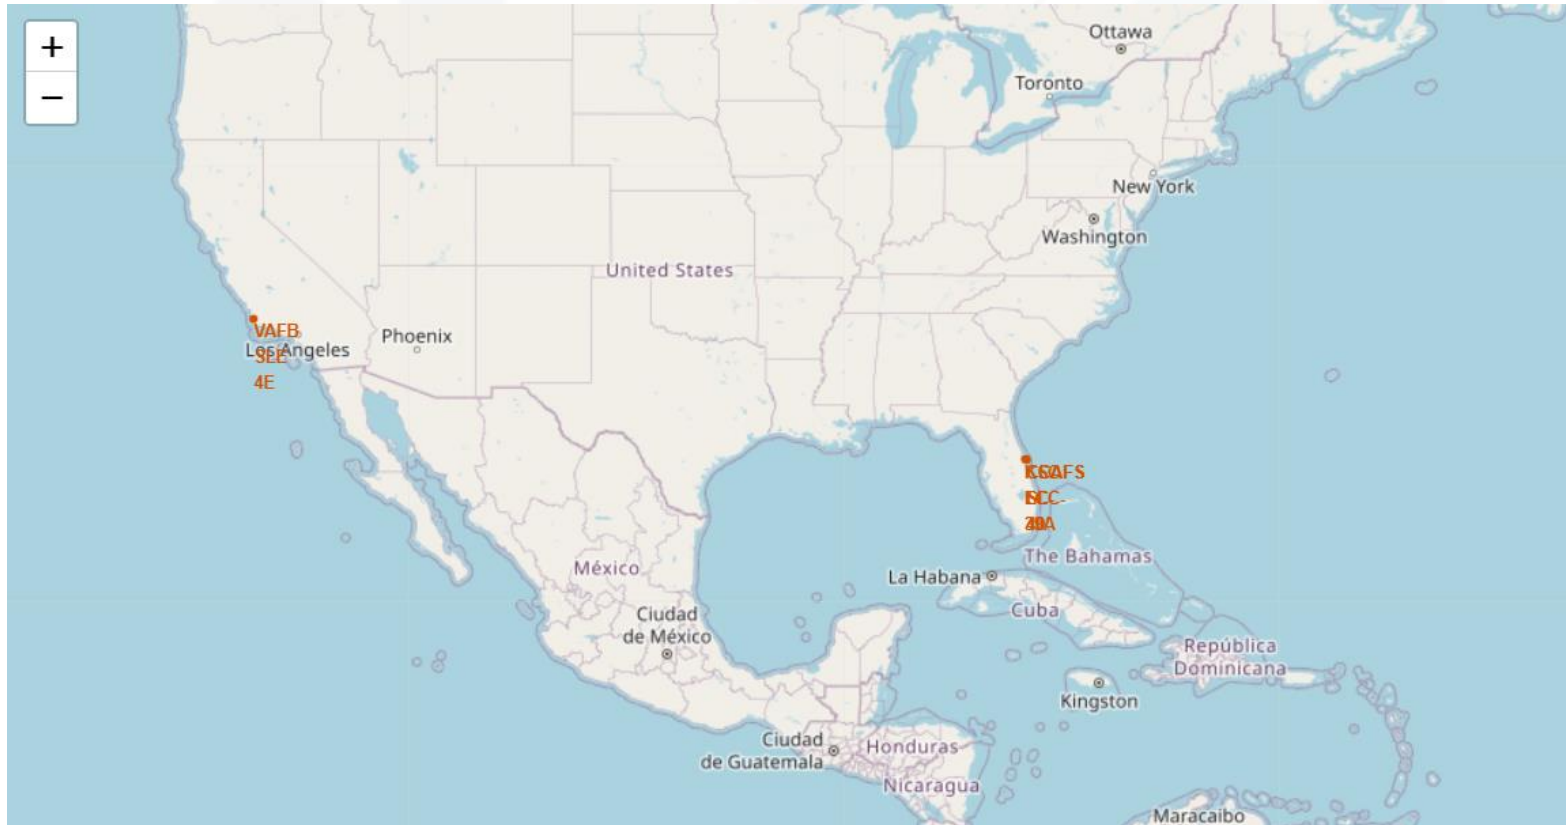 +
−
Ottawa
Toronto
New York
Washington
United States
VAFB
Los Angeles
4E
Phoenix
The Bahamas
La Habana
México
Cuba
Ciudad
de México
República
Dominicana
Kingston
Ciudad
de Guatemala
Honduras
Nicaragua
Maracaibo